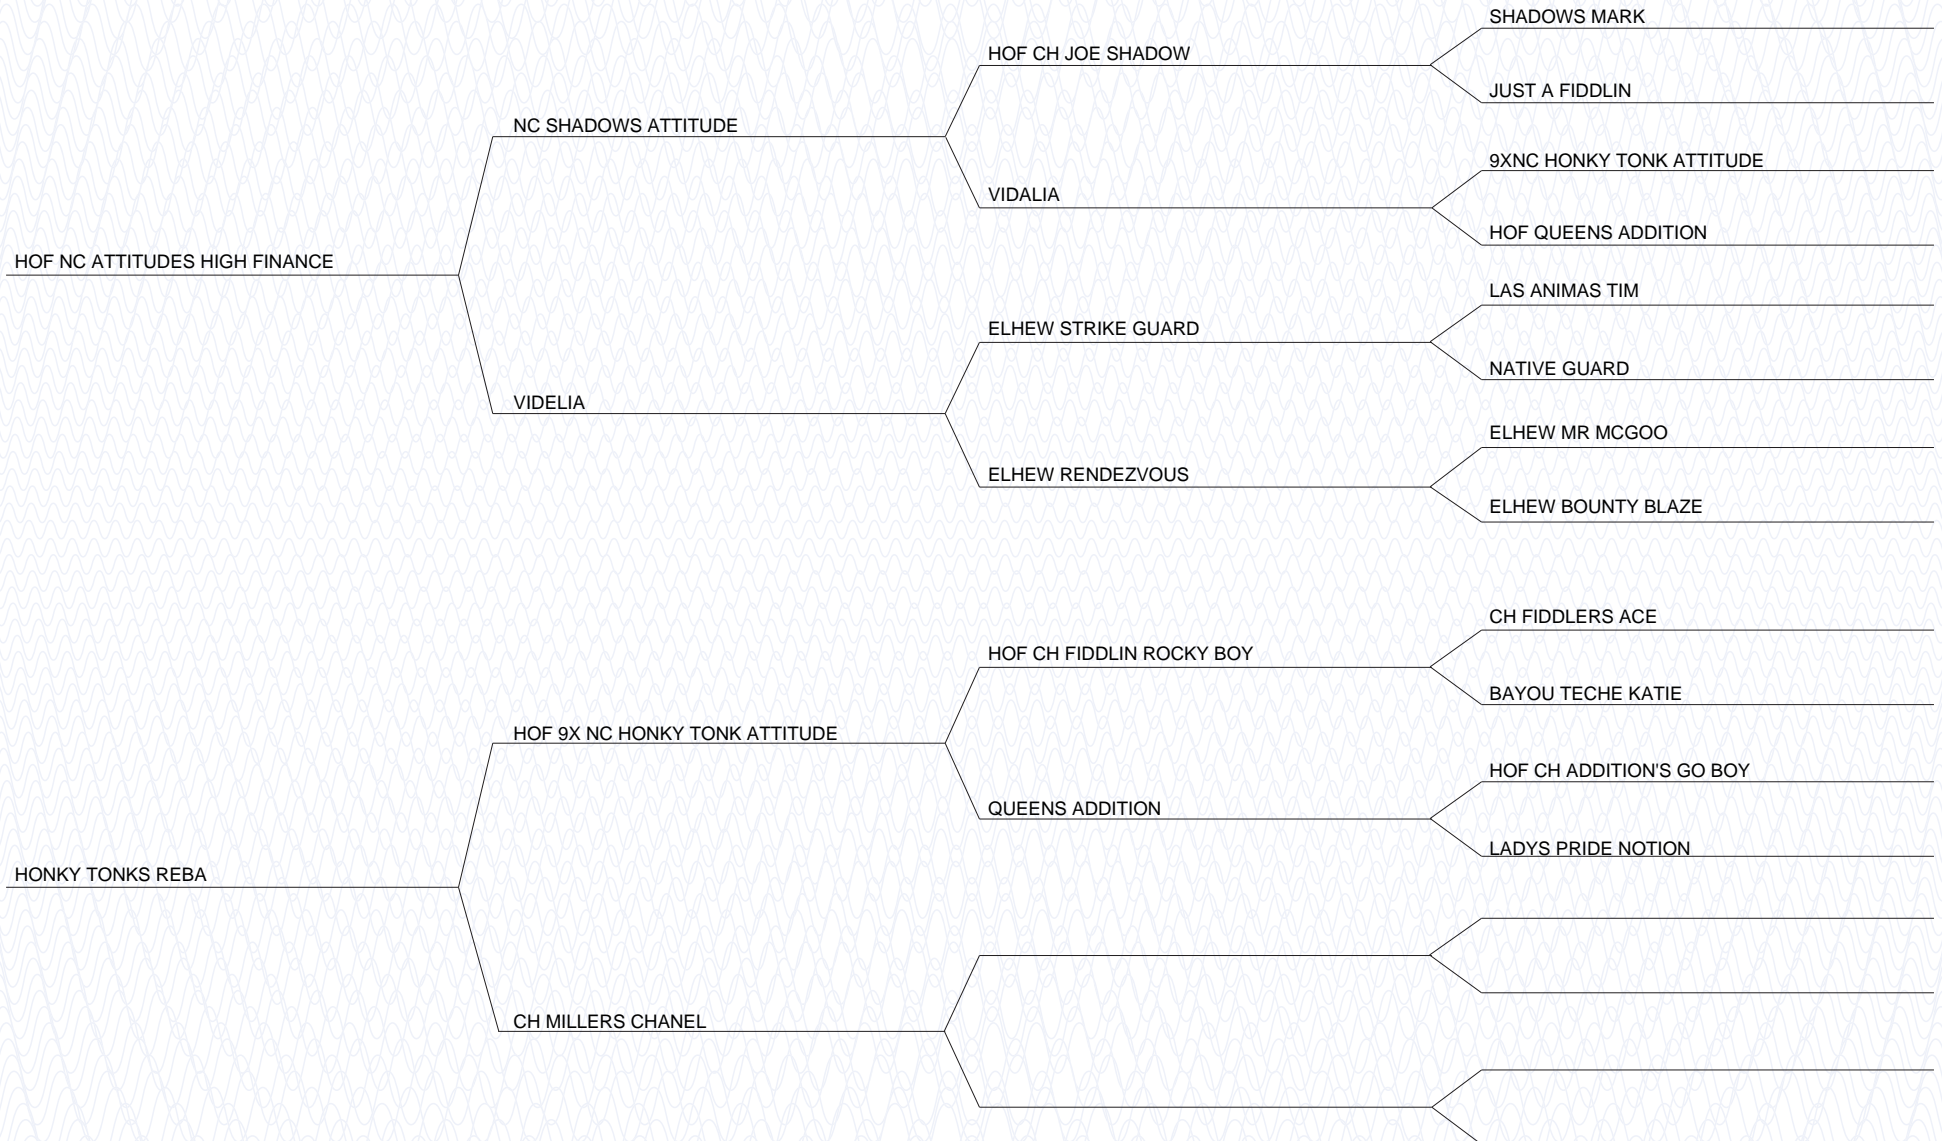 SHADOWS MARK
HOF CH JOE SHADOW
JUST A FIDDLIN
NC SHADOWS ATTITUDE
9XNC HONKY TONK ATTITUDE
VIDALIA
HOF QUEENS ADDITION
HOF NC ATTITUDES HIGH FINANCE
LAS ANIMAS TIM
ELHEW STRIKE GUARD
NATIVE GUARD
VIDELIA
ELHEW MR MCGOO
ELHEW RENDEZVOUS
ELHEW BOUNTY BLAZE
CH FIDDLERS ACE
HOF CH FIDDLIN ROCKY BOY
BAYOU TECHE KATIE
HOF 9X NC HONKY TONK ATTITUDE
HOF CH ADDITION'S GO BOY
QUEENS ADDITION
LADYS PRIDE NOTION
HONKY TONKS REBA
CH MILLERS CHANEL